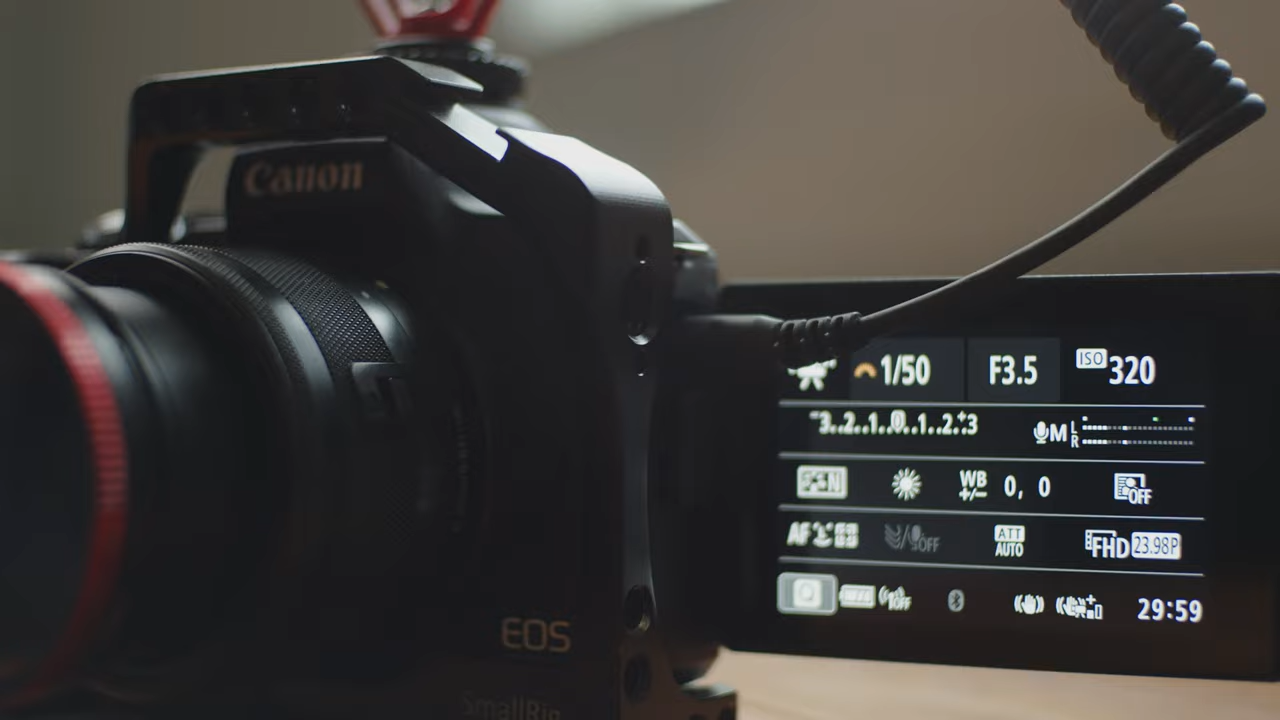 Canon
1/50 F3.5 ISO 320
-3..2..1..0..1..2..+3 M L R
N WB +/- 0, 0 OFF
AF OFF ATT AUTO FHD 23.98P
Q OFF 29:59
EOS
SmallRig